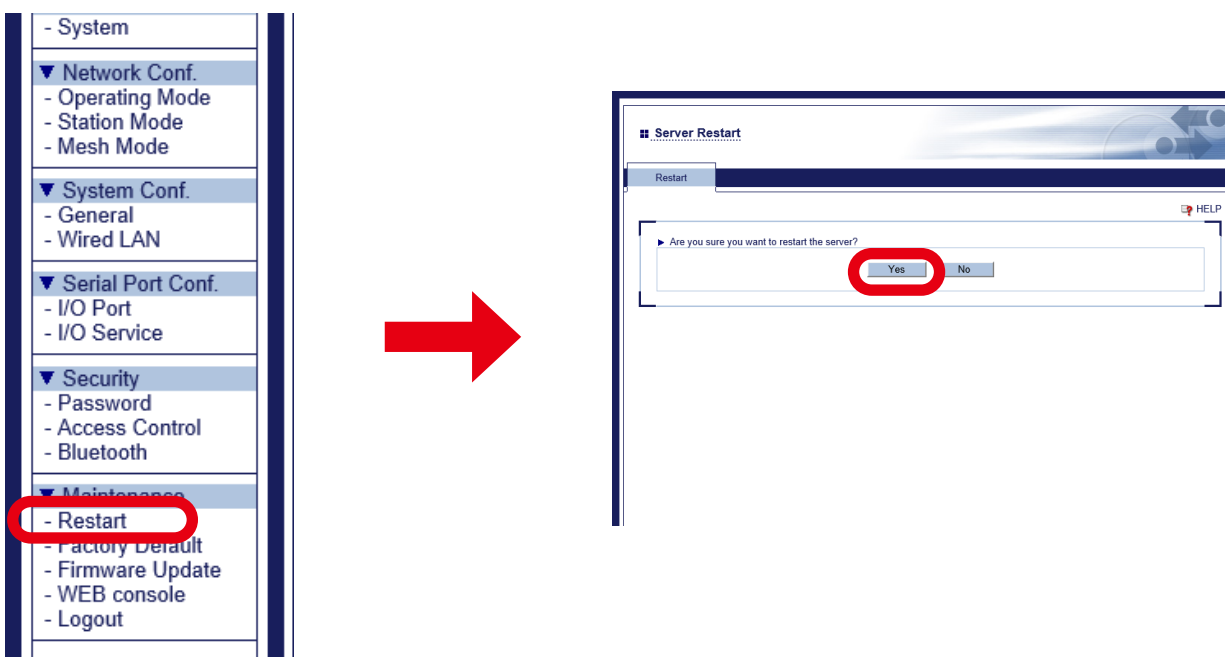 - System
▼ Network Conf.
- Operating Mode
- Station Mode
- Mesh Mode
▼ System Conf.
- General
- Wired LAN
▼ Serial Port Conf.
- I/O Port
- I/O Service
▼ Security
- Password
- Access Control
- Bluetooth
▼ Maintenance
- Restart
- Factory Default
- Firmware Update
- WEB console
- Logout
Server Restart
Restart
HELP
Are you sure you want to restart the server?
Yes No